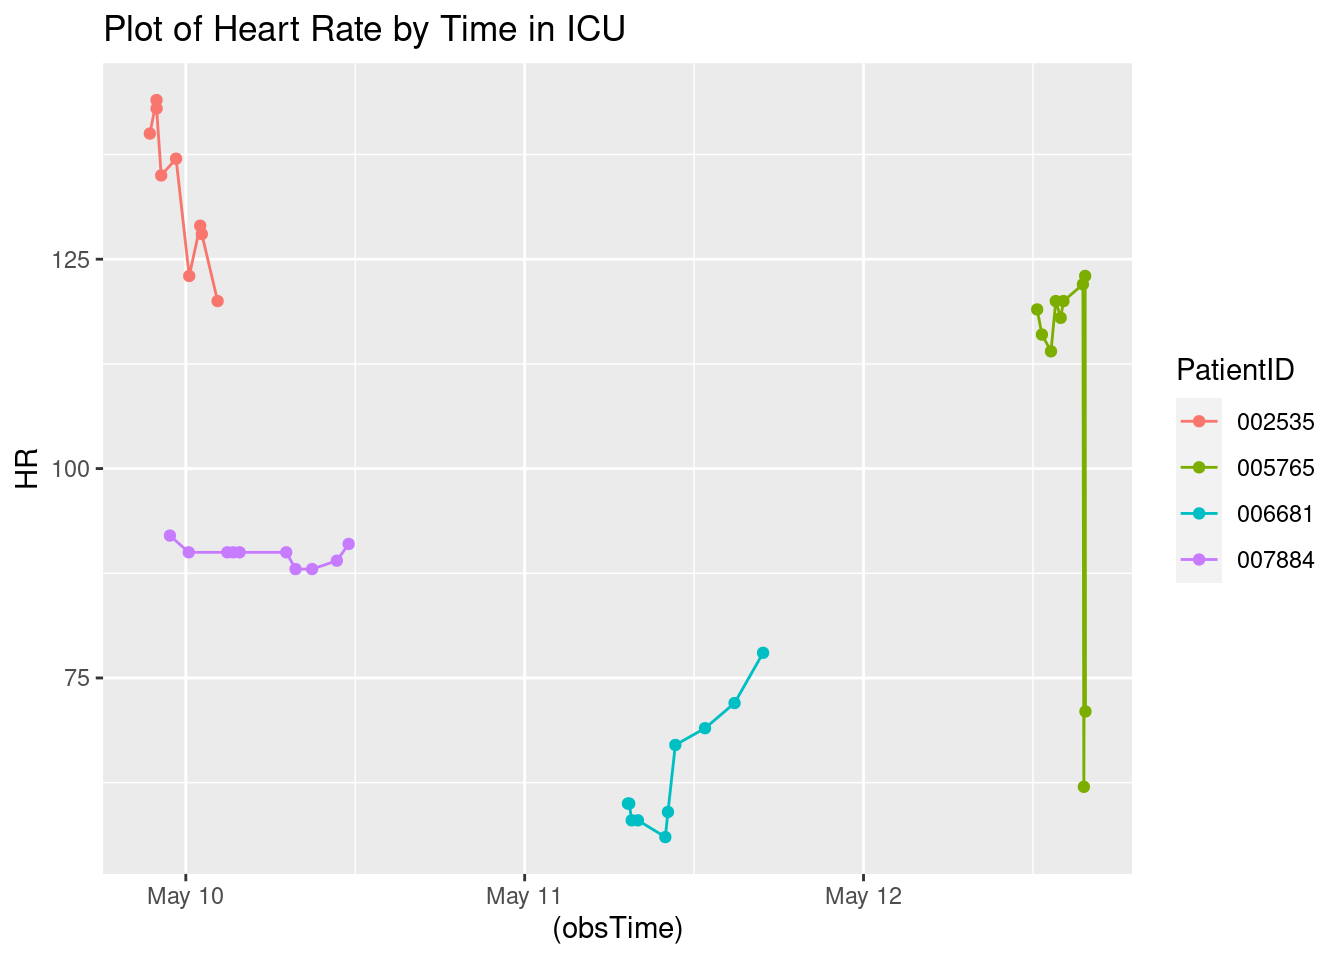 Plot of Heart Rate by Time in ICU
HR
125
100
75
May 10
May 11
May 12
(obsTime)
PatientID
002535
005765
006681
007884